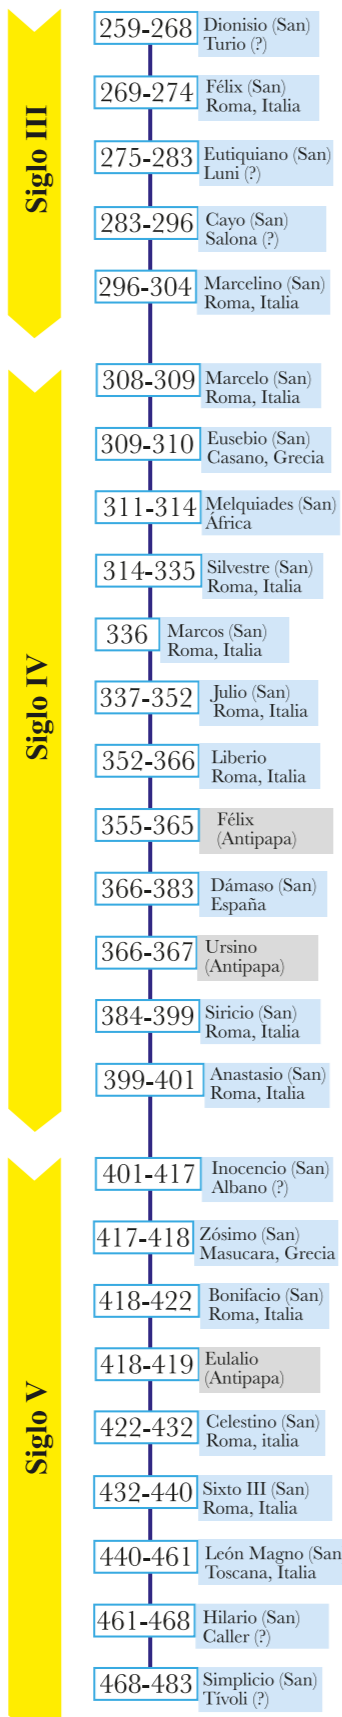 Siglo III
259-268
Dionisio (San)
Turio (?)
269-274
Félix (San)
Roma, Italia
275-283
Eutiquiano (San)
Luni (?)
283-296
Cayo (San)
Salona (?)
296-304
Marcelino (San)
Roma, Italia
Siglo IV
308-309
Marcelo (San)
Roma, Italia
309-310
Eusebio (San)
Casano, Grecia
311-314
Melquiades (San)
África
314-335
Silvestre (San)
Roma, Italia
336
Marcos (San)
Roma, Italia
337-352
Julio (San)
Roma, Italia
352-366
Liberio
Roma, Italia
355-365
Félix
(Antipapa)
366-383
Dámaso (San)
España
366-367
Ursino
(Antipapa)
384-399
Siricio (San)
Roma, Italia
399-401
Anastasio (San)
Roma, Italia
Siglo V
401-417
Inocencio (San)
Albano (?)
417-418
Zósimo (San)
Masucara, Grecia
418-422
Bonifacio (San)
Roma, Italia
418-419
Eulalio
(Antipapa)
422-432
Celestino (San)
Roma, italia
432-440
Sixto III (San)
Roma, Italia
440-461
León Magno (San
Toscana, Italia
461-468
Hilario (San)
Caller (?)
468-483
Simplicio (San)
Tívoli (?)